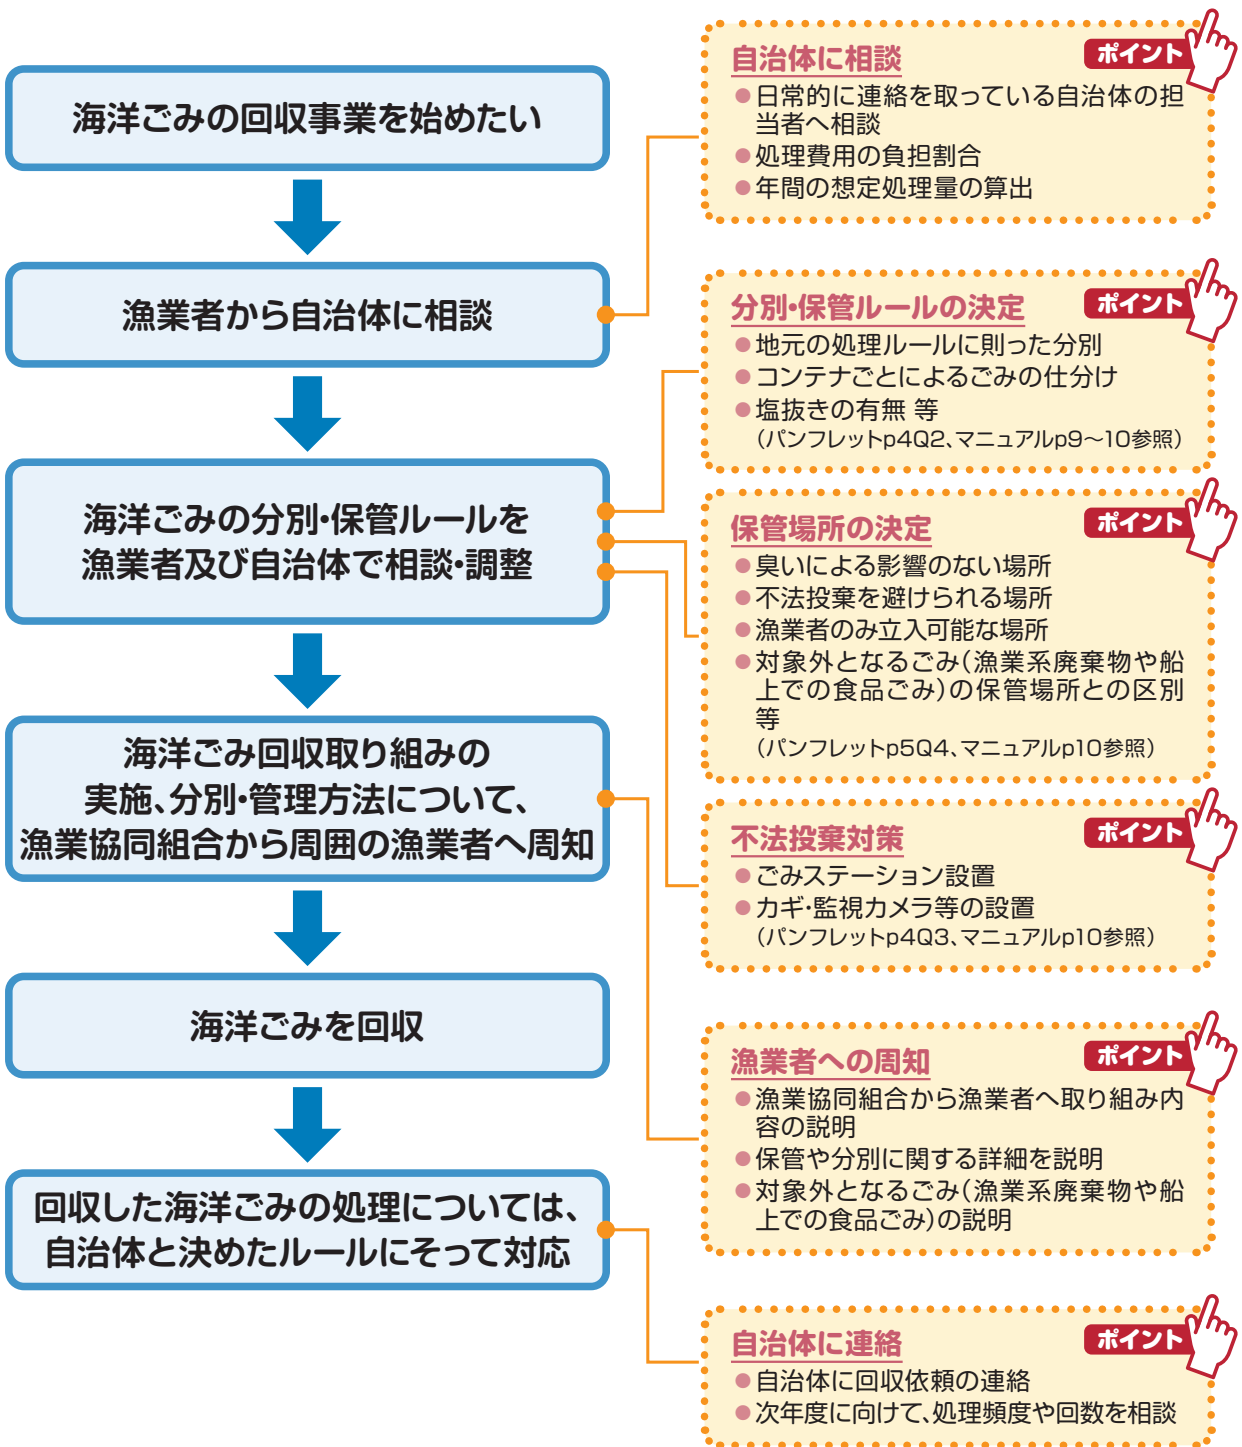 海洋ごみの回収事業を始めたい
漁業者から自治体に相談
海洋ごみの分別・保管ルールを
漁業者及び自治体で相談・調整
海洋ごみ回収取り組みの
実施、分別・管理方法について、
漁業協同組合から周囲の漁業者へ周知
海洋ごみを回収
回収した海洋ごみの処理については、
自治体と決めたルールにそって対応
自治体に相談
ポイント
●日常的に連絡を取っている自治体の担
当者へ相談
●処理費用の負担割合
●年間の想定処理量の算出
分別・保管ルールの決定
ポイント
●地元の処理ルールに則った分別
●コンテナごとによるごみの仕分け
●塩抜きの有無 等
（パンフレットp4Q2、マニュアルp9〜10参照）
保管場所の決定
ポイント
●臭いによる影響のない場所
●不法投棄を避けられる場所
●漁業者のみ立入可能な場所
●対象外となるごみ（漁業系廃棄物や船
上での食品ごみ）の保管場所との区別
等
（パンフレットp5Q4、マニュアルp10参照）
不法投棄対策
ポイント
●ごみステーション設置
●カギ・監視カメラ等の設置
（パンフレットp4Q3、マニュアルp10参照）
漁業者への周知
ポイント
●漁業協同組合から漁業者へ取り組み内
容の説明
●保管や分別に関する詳細を説明
●対象外となるごみ（漁業系廃棄物や船
上での食品ごみ）の説明
自治体に連絡
ポイント
●自治体に回収依頼の連絡
●次年度に向けて、処理頻度や回数を相談